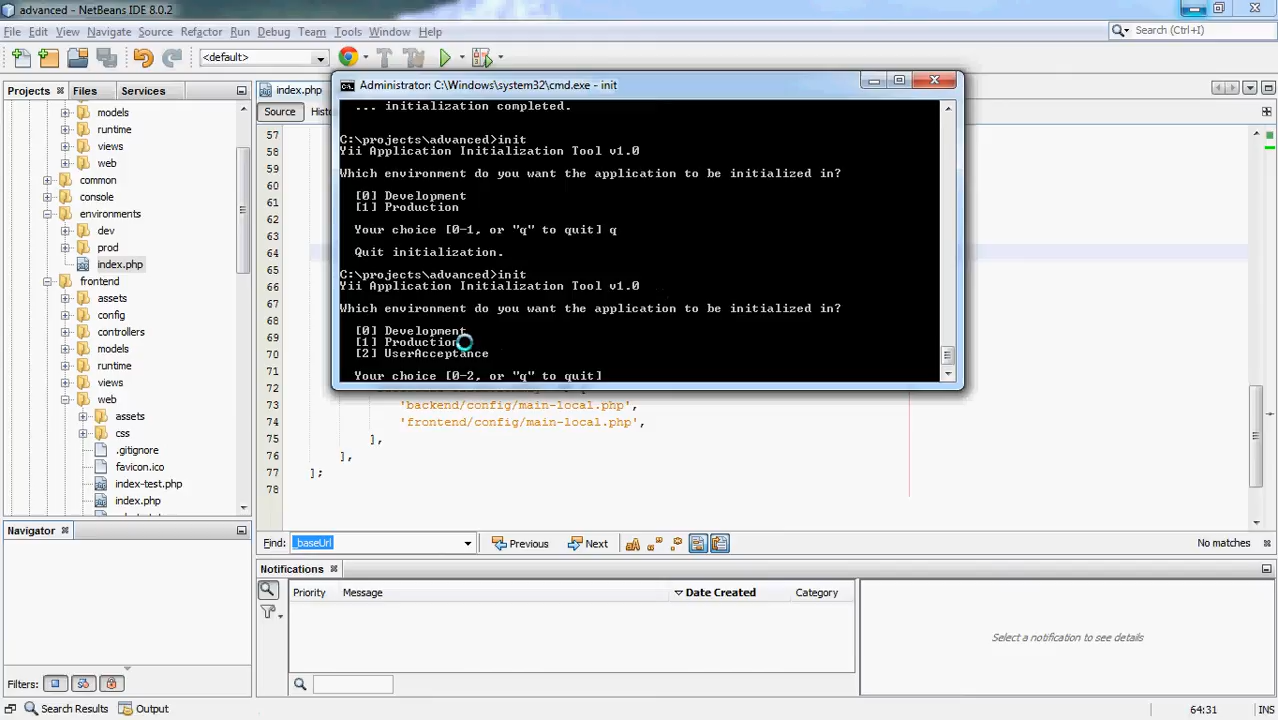 advanced - NetBeans IDE 8.0.2
File Edit View Navigate Source Refactor Run Debug Team Tools Window Help
Search (Ctrl+I)
<default>
Projects Files Services
index.php
Source Histo
Administrator: C:\Windows\system32\cmd.exe - init
... initialization completed.
C:\projects\advanced>init
Yii Application Initialization Tool v1.0
Which environment do you want the application to be initialized in?
[0] Development
[1] Production
Your choice [0-1, or "q" to quit] q
Quit initialization.
C:\projects\advanced>init
Yii Application Initialization Tool v1.0
Which environment do you want the application to be initialized in?
[0] Development
[1] Production
[2] UserAcceptance
Your choice [0-2, or "q" to quit]
models
runtime
views
web
common
console
environments
dev
prod
index.php
frontend
assets
config
controllers
models
runtime
views
web
assets
css
.gitignore
favicon.ico
index-test.php
index.php
57
58
59
60
61
62
63
64
65
66
67
68
69
70
71
72
73 'backend/config/main-local.php',
74 'frontend/config/main-local.php',
75 ],
76 ],
77 ];
78
Navigator
Find: _baseUrl Previous Next No matches
Notifications
Priority Message Date Created Category
Select a notification to see details
Filters:
Search Results Output
64:31 INS